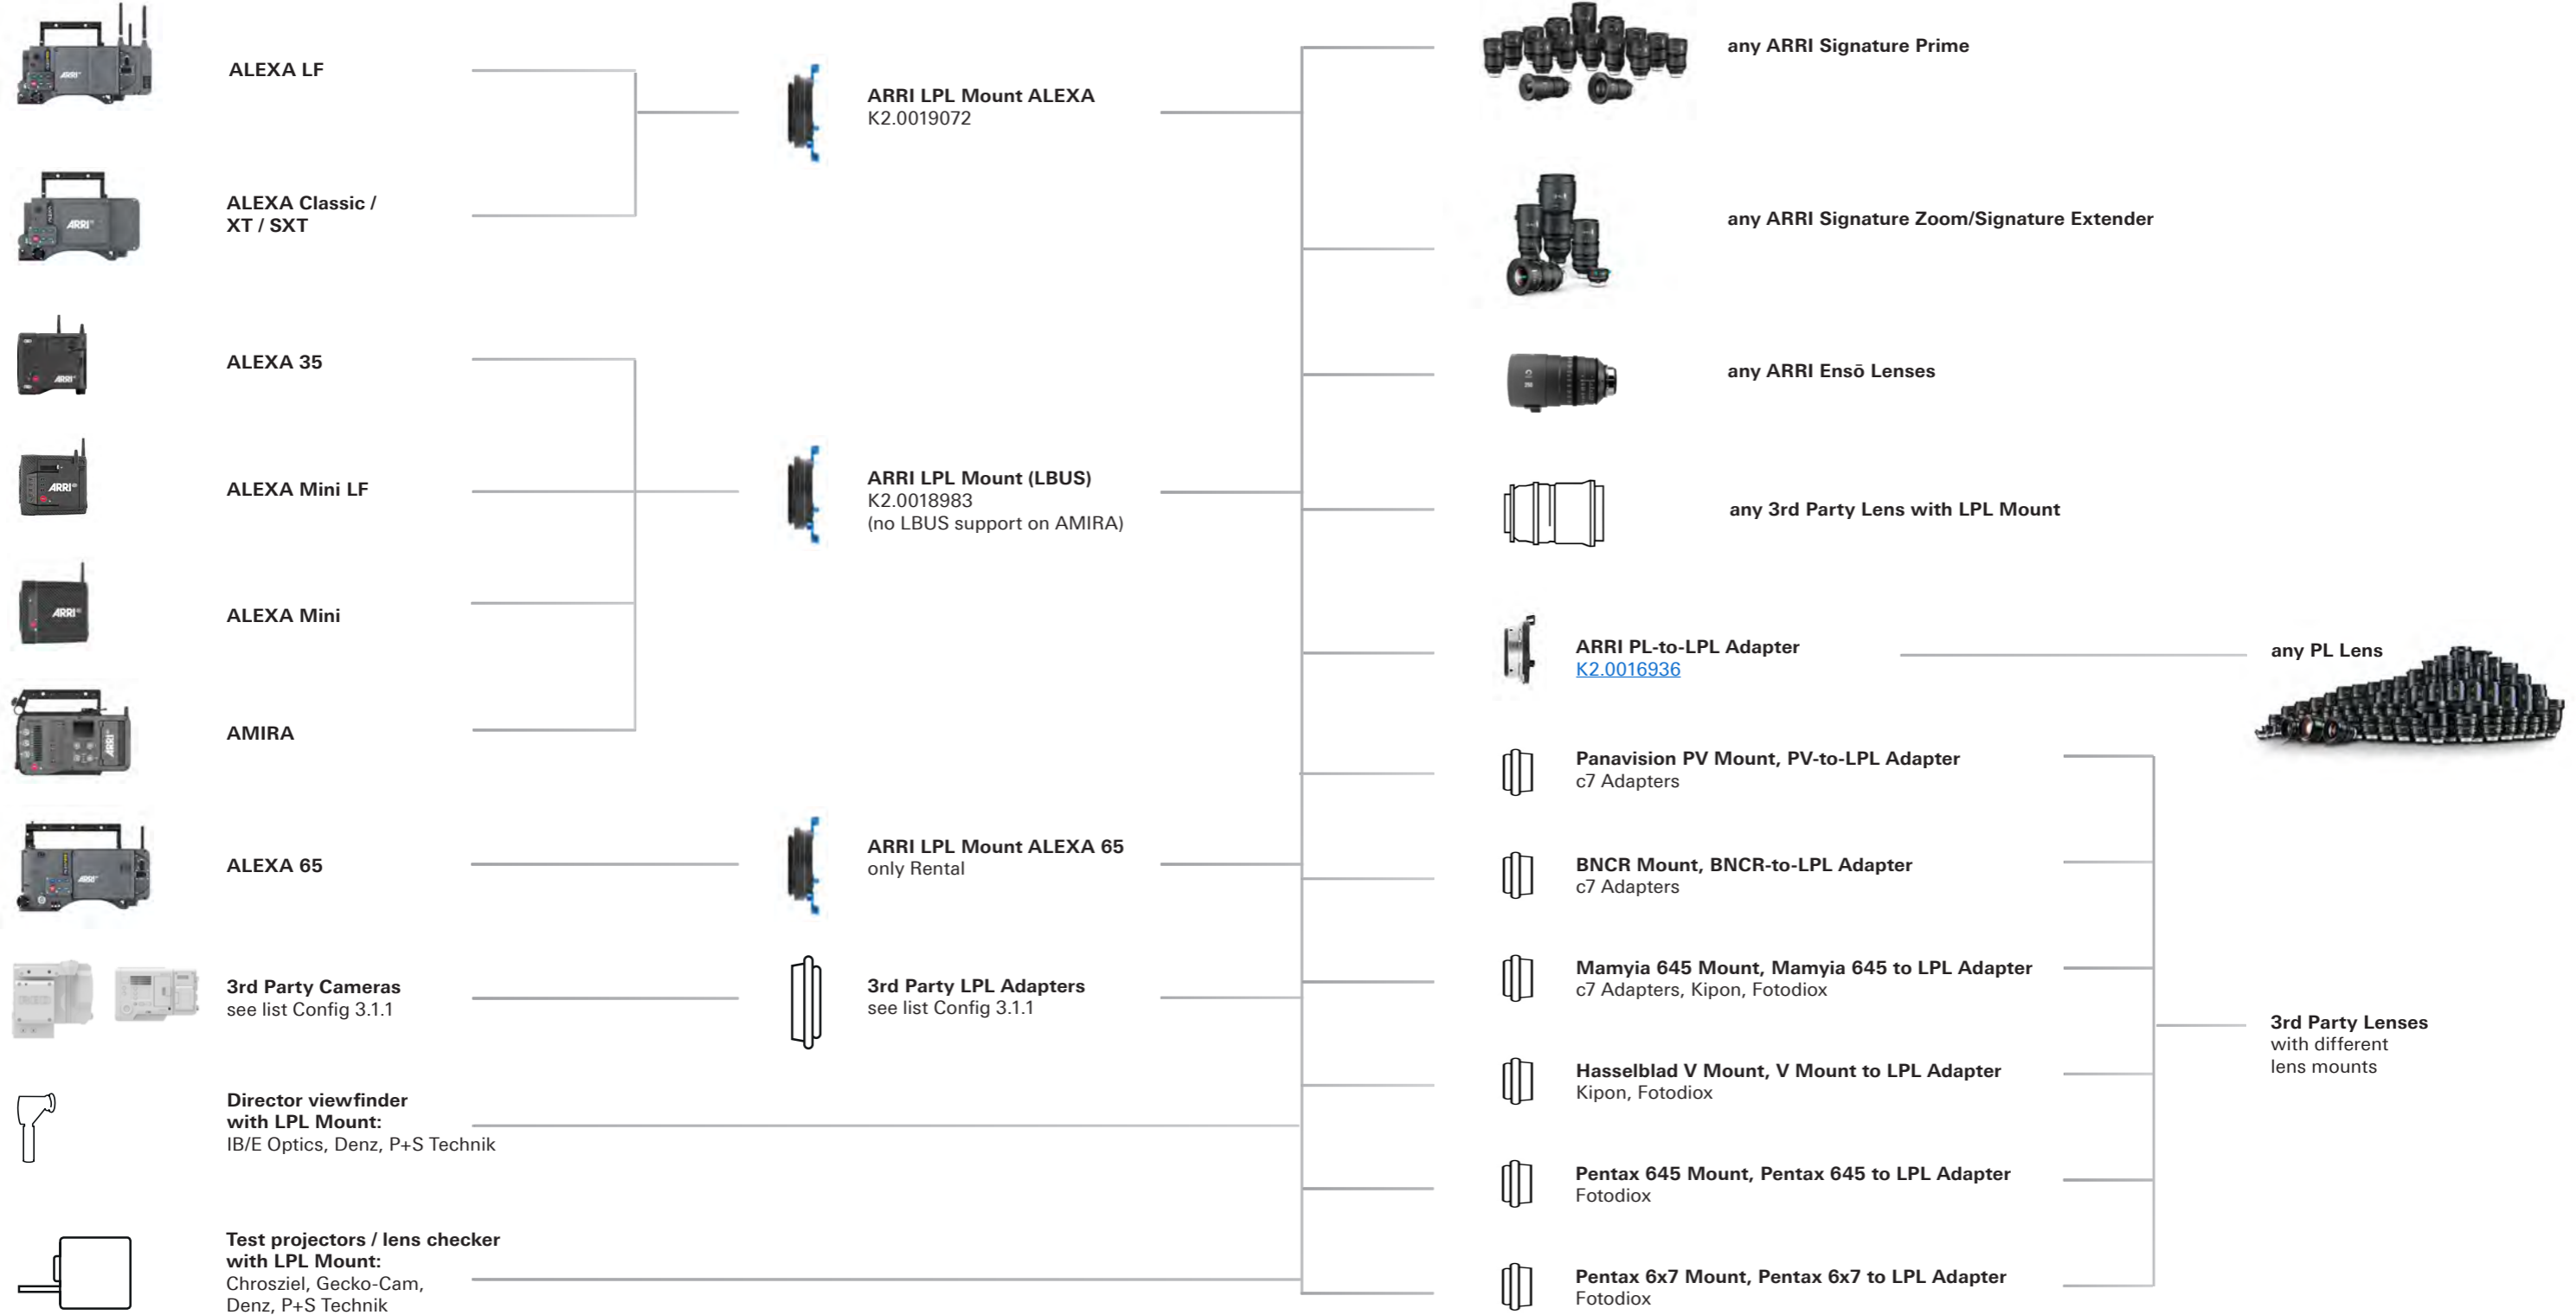 ALEXA LF
ALEXA Classic /
XT / SXT
ALEXA 35
ALEXA Mini LF
ALEXA Mini
AMIRA
ALEXA 65
3rd Party Cameras
see list Config 3.1.1
Director viewfinder
with LPL Mount:
IB/E Optics, Denz, P+S Technik
Test projectors / lens checker
with LPL Mount:
Chrosziel, Gecko-Cam,
Denz, P+S Technik
ARRI LPL Mount ALEXA
K2.0019072
ARRI LPL Mount (LBUS)
K2.0018983
(no LBUS support on AMIRA)
ARRI LPL Mount ALEXA 65
only Rental
3rd Party LPL Adapters
see list Config 3.1.1
any ARRI Signature Prime
any ARRI Signature Zoom/Signature Extender
any ARRI Ensō Lenses
any 3rd Party Lens with LPL Mount
ARRI PL-to-LPL Adapter
K2.0016936
Panavision PV Mount, PV-to-LPL Adapter
c7 Adapters
BNCR Mount, BNCR-to-LPL Adapter
c7 Adapters
Mamyia 645 Mount, Mamyia 645 to LPL Adapter
c7 Adapters, Kipon, Fotodiox
Hasselblad V Mount, V Mount to LPL Adapter
Kipon, Fotodiox
Pentax 645 Mount, Pentax 645 to LPL Adapter
Fotodiox
Pentax 6x7 Mount, Pentax 6x7 to LPL Adapter
Fotodiox
any PL Lens
3rd Party Lenses
with different
lens mounts
ARRI
ARRI
ARRI
ARRI
ARRI
ARRI
ARRI